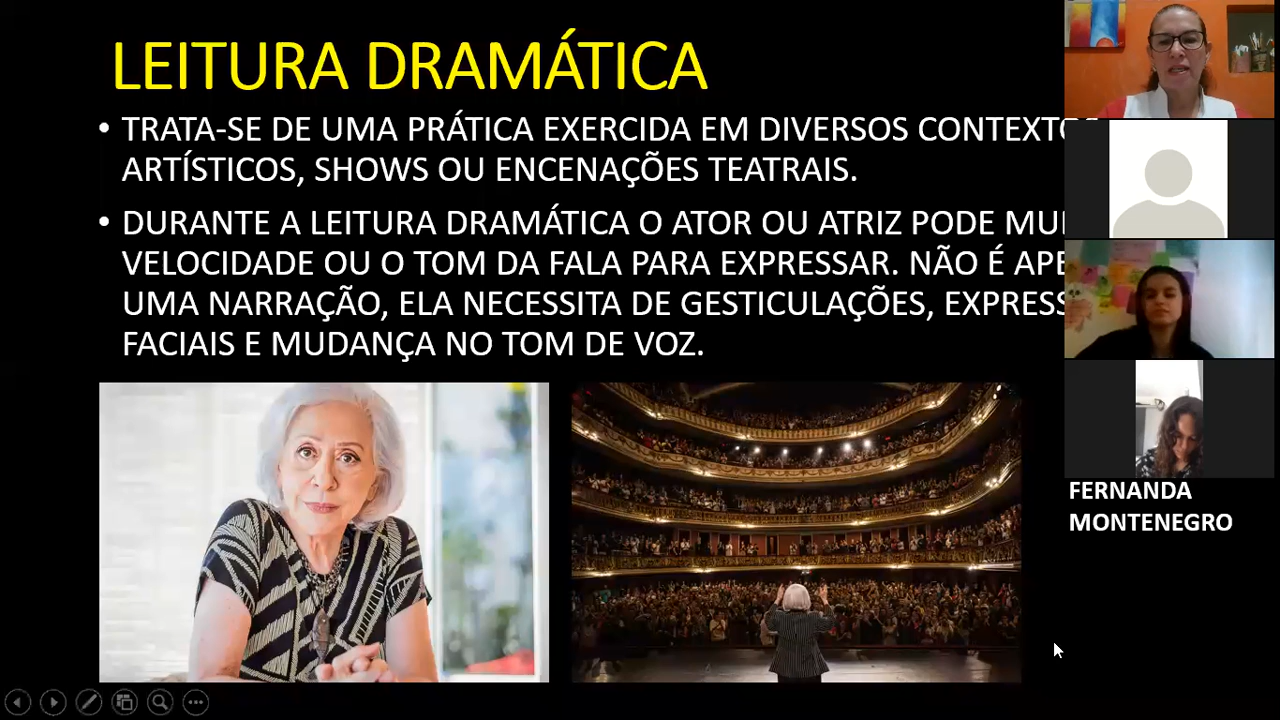 LEITURA DRAMÁTICA
• TRATA-SE DE UMA PRÁTICA EXERCIDA EM DIVERSOS
ARTÍSTICOS, SHOWS OU ENCENAÇÕES TEATRAIS.
• DURANTE A LEITURA DRAMÁTICA O ATOR OU ATRIZ PODE
VELOCIDADE OU O TOM DA FALA PARA EXPRESSAR. NÃO É
UMA NARRAÇÃO, ELA NECESSITA DE GESTICULAÇÕES,
FACIAIS E MUDANÇA NO TOM DE VOZ.
FERNANDA
MONTENEGRO